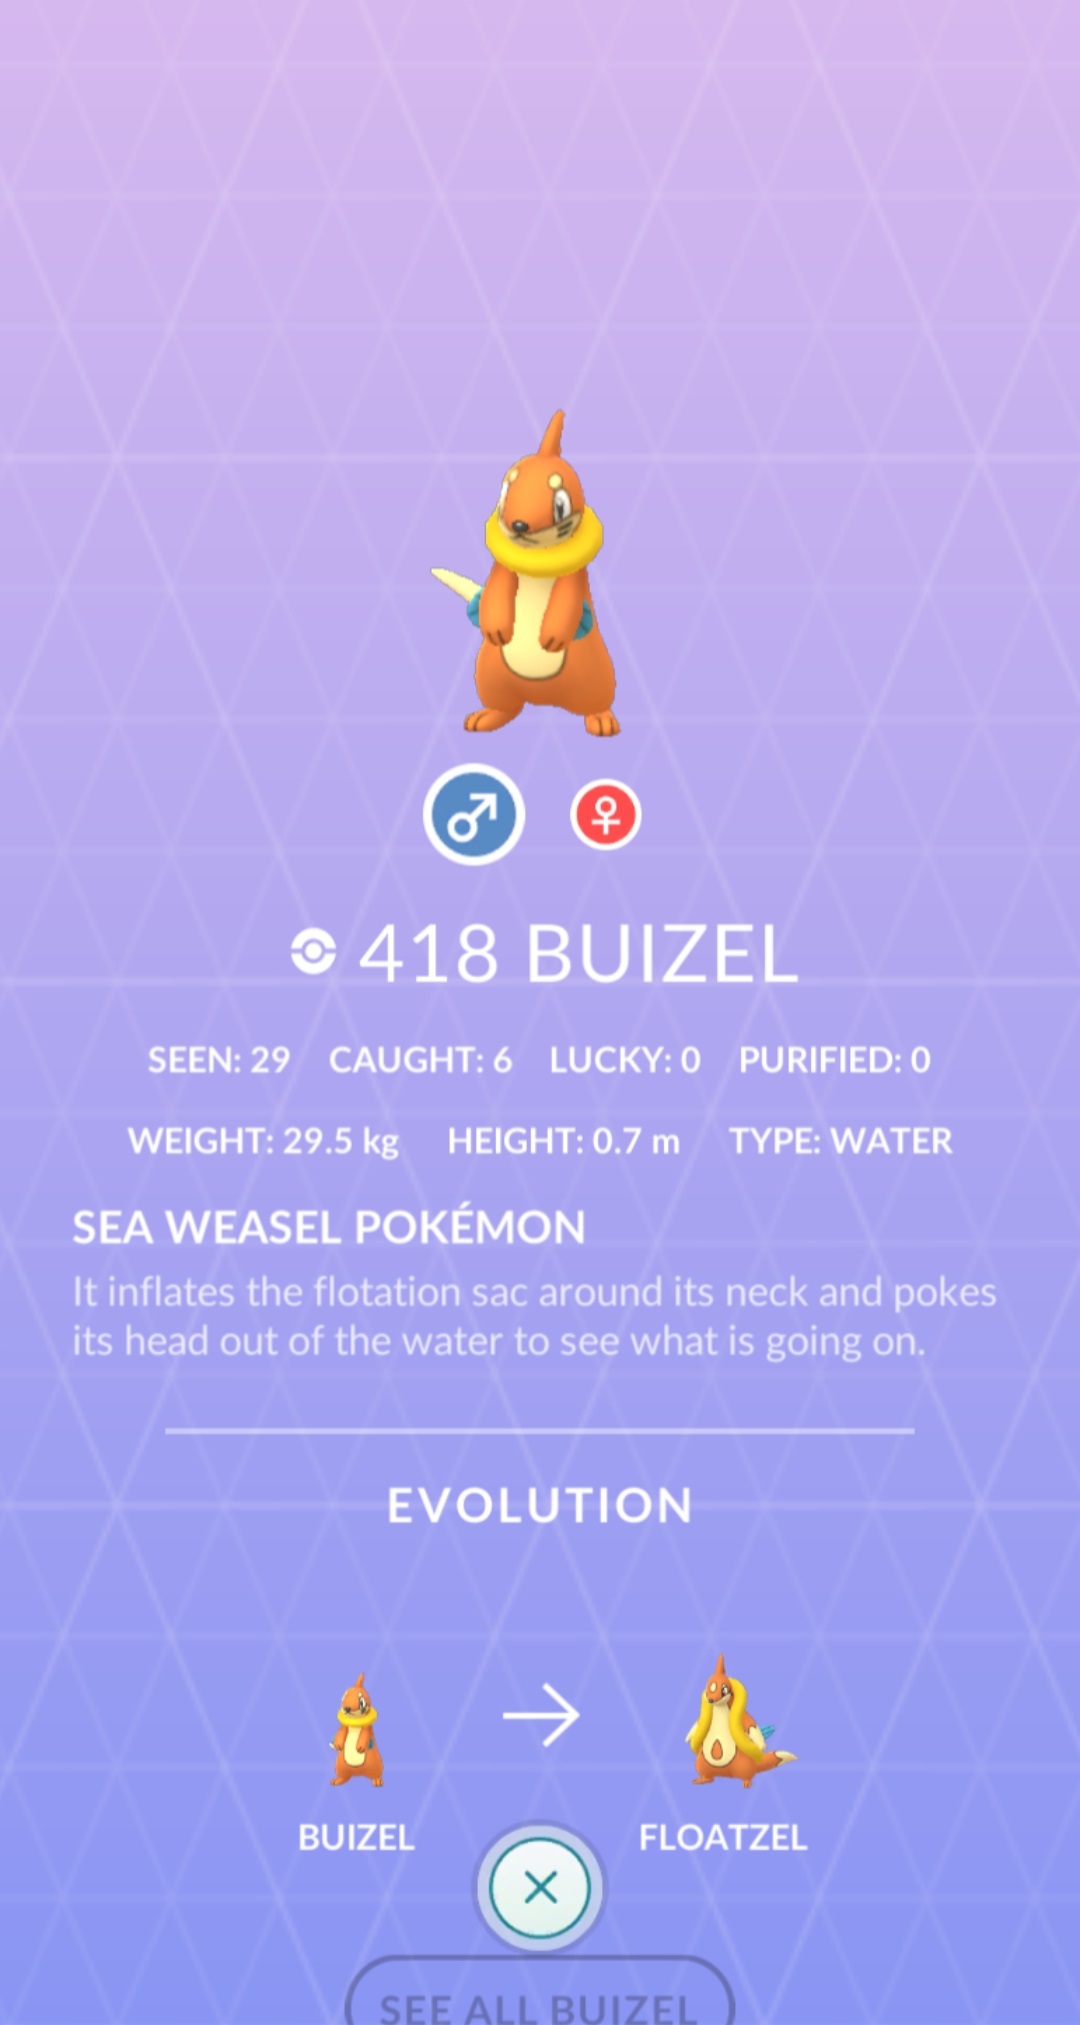 418 BUIZEL
SEEN: 29 CAUGHT: 6 LUCKY: 0 PURIFIED: 0
WEIGHT: 29.5 kg HEIGHT: 0.7 m TYPE: WATER
SEA WEASEL POKÉMON
It inflates the flotation sac around its neck and pokes
its head out of the water to see what is going on.
EVOLUTION
BUIZEL FLOATZEL
SEE ALL BUIZEL